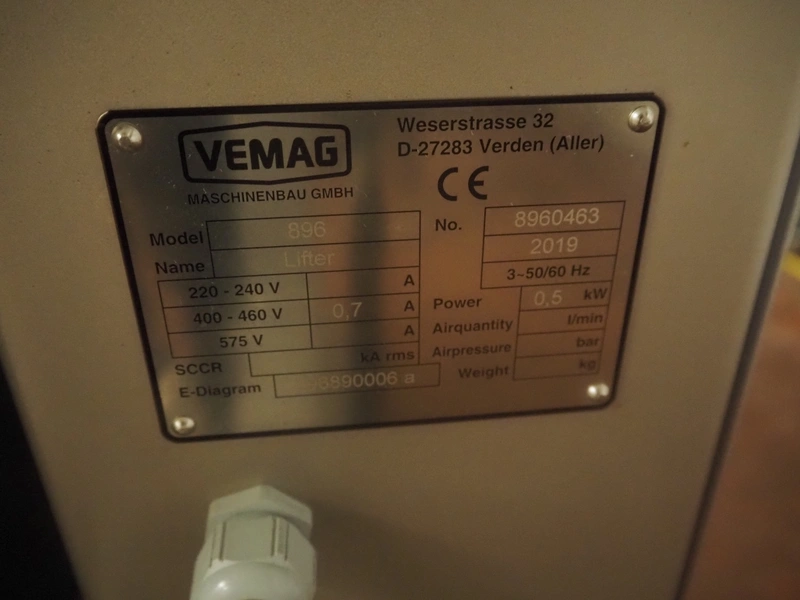 VEMAG
MASCHINENBAU GMBH
Weserstrasse 32
D-27283 Verden (Aller)
CE
Model 896
Name Lifter
No. 8960463
2019
3~50/60 Hz
220 - 240 V A
400 - 460 V 0,7 A
575 V A
SCCR kA rms
E-Diagram
Power 0,5 kW
Airquantity l/min
Airpressure bar
Weight kg